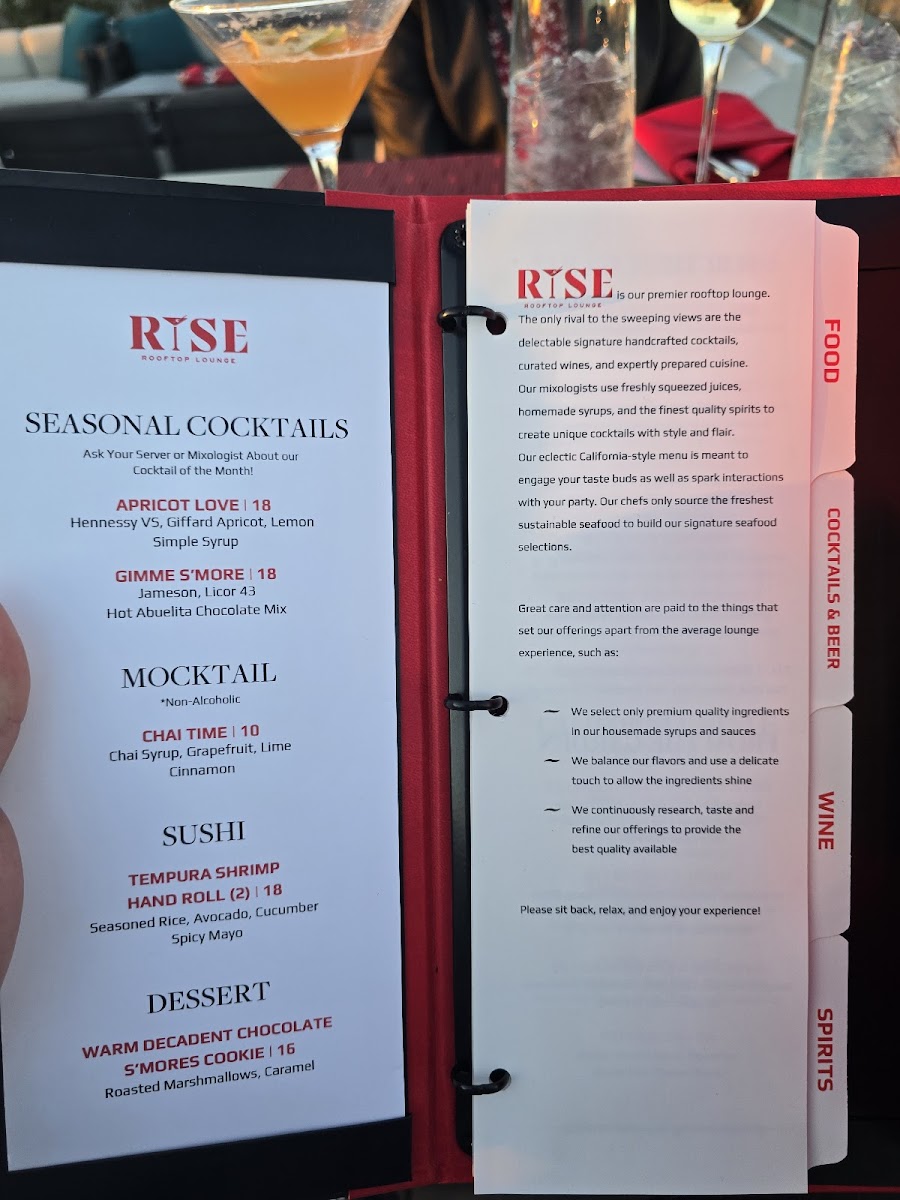 RISE
ROOFTOP LOUNGE
SEASONAL COCKTAILS
Ask Your Server or Mixologist About our
Cocktail of the Month!
APRICOT LOVE | 18
Hennessy VS, Giffard Apricot, Lemon
Simple Syrup
GIMME S'MORE | 18
Jameson, Licor 43
Hot Abuelita Chocolate Mix
MOCKTAIL
*Non-Alcoholic
CHAI TIME | 10
Chai Syrup, Grapefruit, Lime
Cinnamon
SUSHI
TEMPURA SHRIMP
HAND ROLL (2) | 18
Seasoned Rice, Avocado, Cucumber
Spicy Mayo
DESSERT
WARM DECADENT CHOCOLATE
S'MORES COOKIE | 16
Roasted Marshmallows, Caramel
RISE is our premier rooftop lounge.
ROOFTOP LOUNGE
The only rival to the sweeping views are the
delectable signature handcrafted cocktails,
curated wines, and expertly prepared cuisine.
Our mixologists use freshly squeezed juices,
homemade syrups, and the finest quality spirits to
create unique cocktails with style and flair.
Our eclectic California-style menu is meant to
engage your taste buds as well as spark interactions
with your party. Our chefs only source the freshest
sustainable seafood to build our signature seafood
selections.
Great care and attention are paid to the things that
set our offerings apart from the average lounge
experience, such as:
We select only premium quality ingredients
in our housemade syrups and sauces
We balance our flavors and use a delicate
touch to allow the ingredients shine
We continuously research, taste and
refine our offerings to provide the
best quality available
Please sit back, relax, and enjoy your experience!
FOOD
COCKTAILS & BEER
WINE
SPIRITS